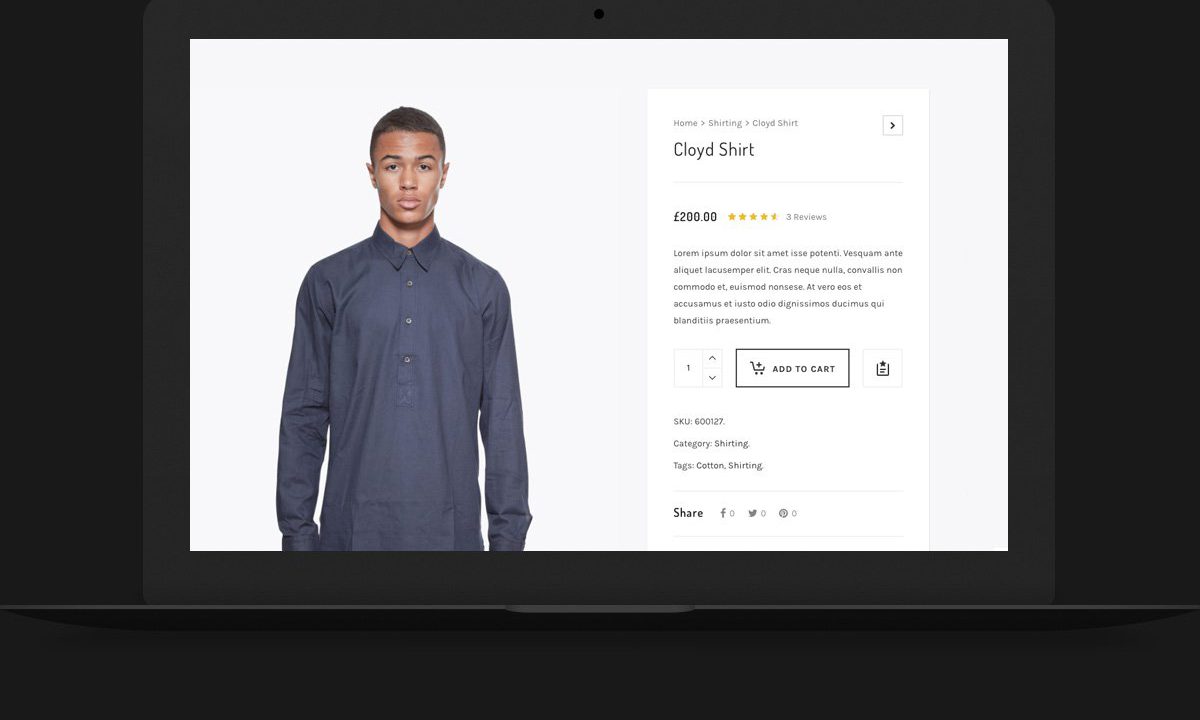 Home > Shirting > Cloyd Shirt
Cloyd Shirt
£200.00 3 Reviews
Lorem ipsum dolor sit amet isse potenti. Vesquam ante
aliquet lacusemper elit. Cras neque nulla, convallis non
commodo et, euismod nonsese. At vero eos et
accusamus et iusto odio dignissimos ducimus qui
blanditiis praesentium.
1 ADD TO CART
SKU: 600127.
Category: Shirting.
Tags: Cotton, Shirting.
Share 0 0 0